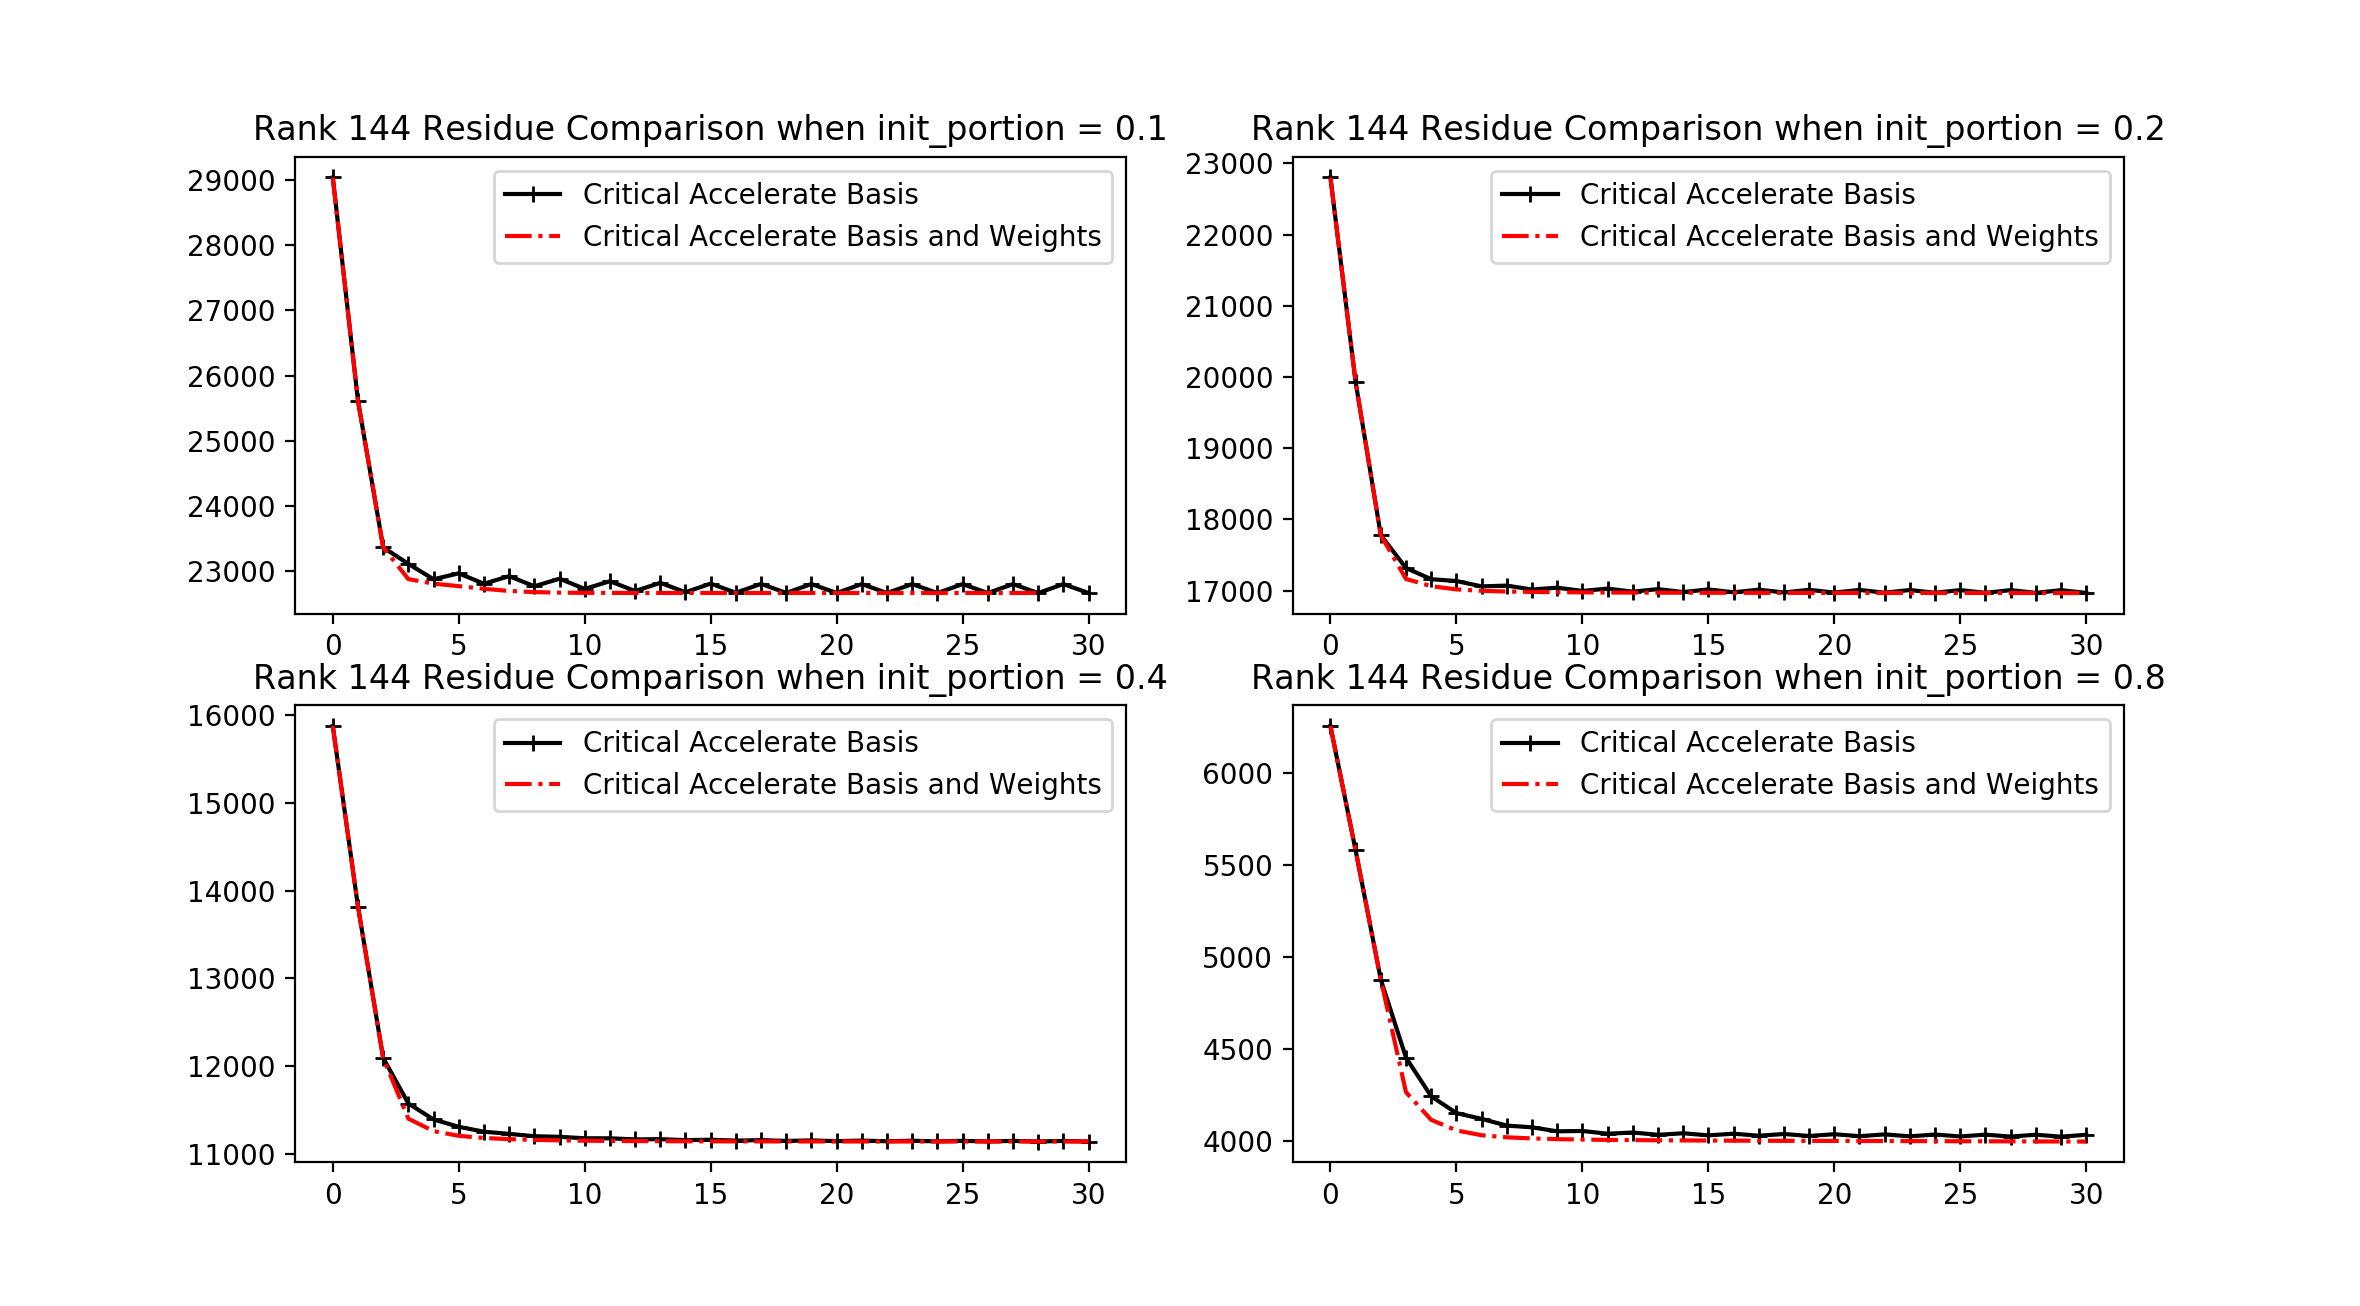 Rank 144 Residue Comparison when init_portion = 0.1
29000
28000
27000
26000
25000
24000
23000
0 5 10 15 20 25 30
Critical Accelerate Basis
Critical Accelerate Basis and Weights
Rank 144 Residue Comparison when init_portion = 0.2
23000
22000
21000
20000
19000
18000
17000
0 5 10 15 20 25 30
Critical Accelerate Basis
Critical Accelerate Basis and Weights
Rank 144 Residue Comparison when init_portion = 0.4
16000
15000
14000
13000
12000
11000
0 5 10 15 20 25 30
Critical Accelerate Basis
Critical Accelerate Basis and Weights
Rank 144 Residue Comparison when init_portion = 0.8
6000
5500
5000
4500
4000
0 5 10 15 20 25 30
Critical Accelerate Basis
Critical Accelerate Basis and Weights